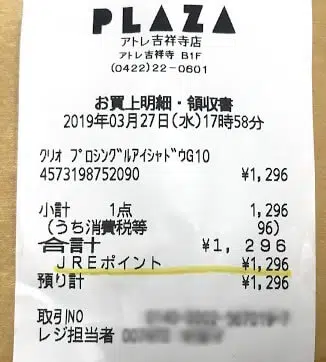 PLAZA
アトレ吉祥寺店
アトレ吉祥寺 B1F
(0422)22-0601
お買上明細・領収書
2019年03月27日(水)17時58分
ｸﾘｵ ﾌﾟﾛｼﾝｸﾞﾙｱｲｼｬﾄﾞｳG10
4573198752090 ¥1,296
小計 1点 1,296
(うち消費税等 96)
合計 ¥1,296
JREポイント ¥1,296
預り計 ¥1,296
取引NO
レジ担当者